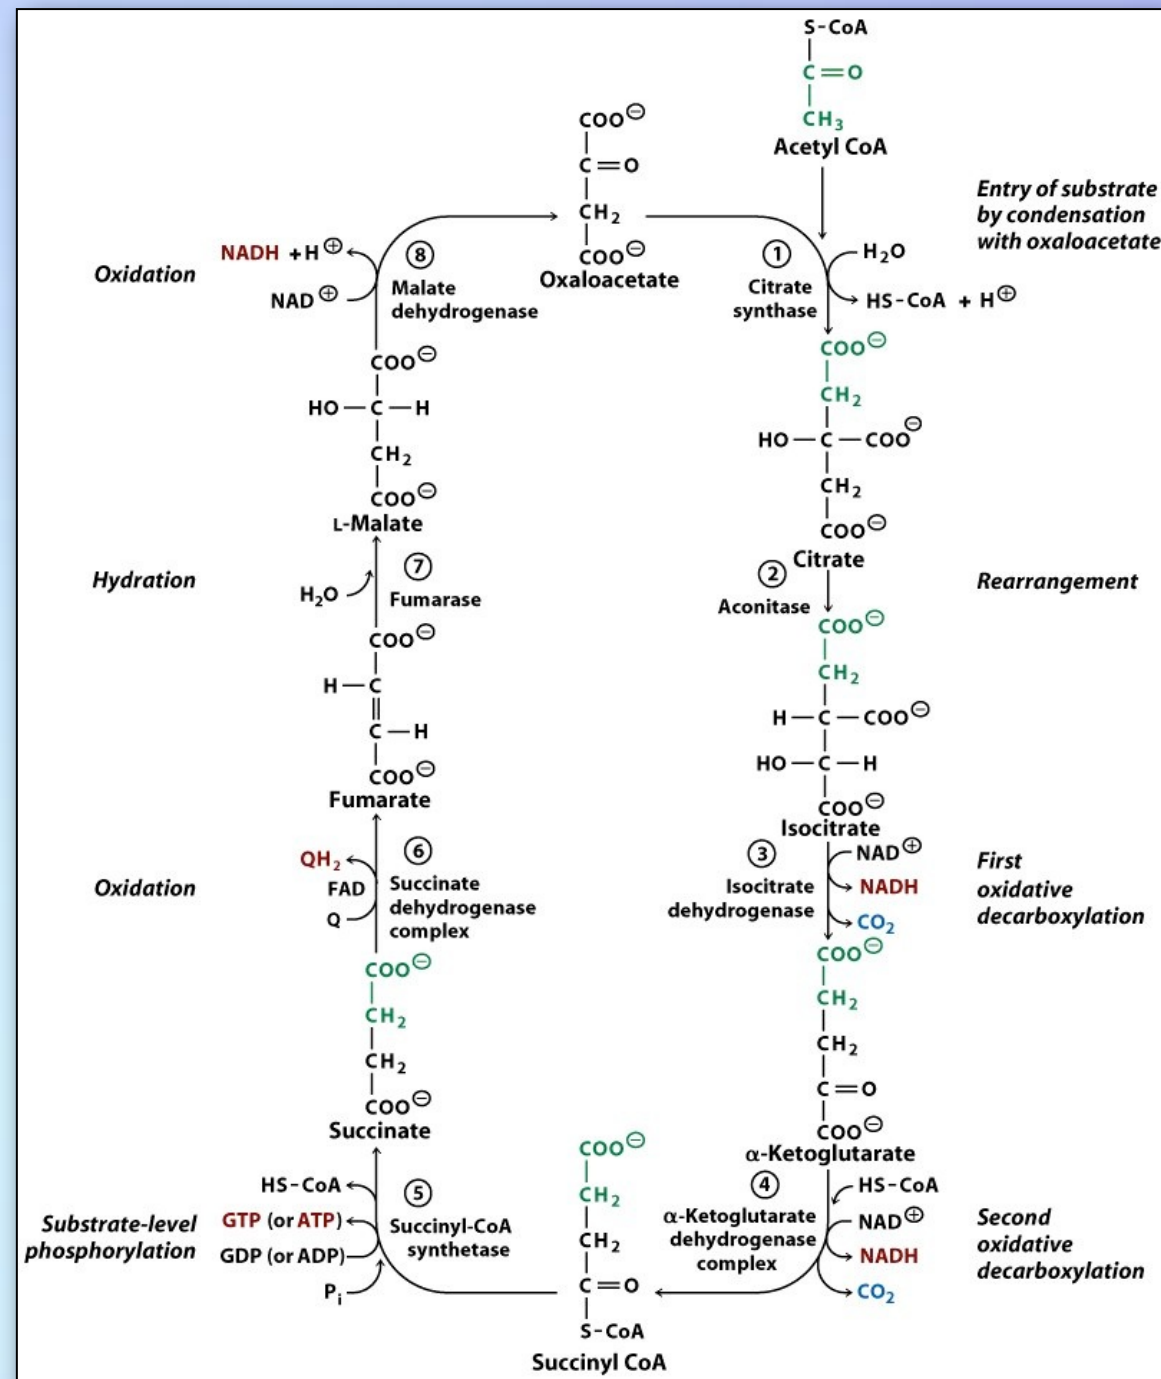 S-CoA
C=O
CH₃
Acetyl CoA
Entry of substrate
by condensation
with oxaloacetate
COO⊖
C=O
CH₂
COO⊖
Oxaloacetate
①
Citrate
synthase
H₂O
HS-CoA + H⊕
COO⊖
CH₂
HO—C—COO⊖
CH₂
COO⊖
Citrate
②
Aconitase
Rearrangement
COO⊖
CH₂
H—C—COO⊖
HO—C—H
COO⊖
Isocitrate
③
Isocitrate
dehydrogenase
NAD⊕
NADH
CO₂
First
oxidative
decarboxylation
COO⊖
CH₂
CH₂
C=O
COO⊖
α-Ketoglutarate
④
α-Ketoglutarate
dehydrogenase
complex
HS-CoA
NAD⊕
NADH
CO₂
Second
oxidative
decarboxylation
COO⊖
CH₂
CH₂
C=O
S-CoA
Succinyl CoA
⑤
Succinyl-CoA
synthetase
HS-CoA
GTP (or ATP)
GDP (or ADP)
Pᵢ
Substrate-level
phosphorylation
COO⊖
CH₂
CH₂
COO⊖
Succinate
⑥
Succinate
dehydrogenase
complex
QH₂
FAD
Q
Oxidation
COO⊖
H—C
C—H
COO⊖
Fumarate
⑦
Fumarase
H₂O
Hydration
COO⊖
HO—C—H
CH₂
COO⊖
L-Malate
⑧
Malate
dehydrogenase
NADH + H⊕
NAD⊕
Oxidation